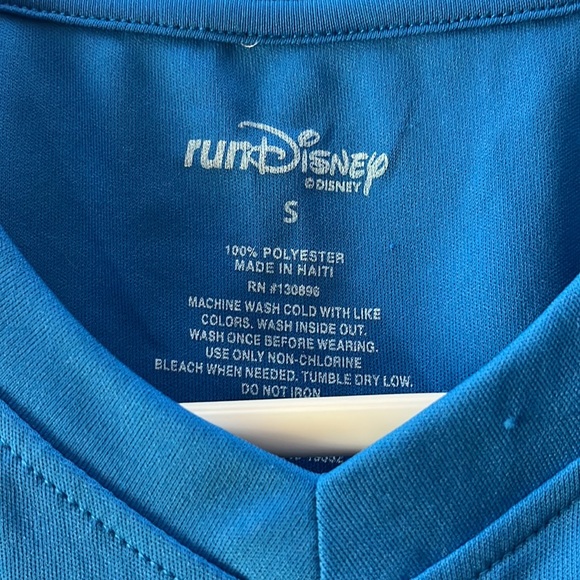 runDisney
©DISNEY
S
100% POLYESTER
MADE IN HAITI
RN #130896
MACHINE WASH COLD WITH LIKE
COLORS. WASH INSIDE OUT.
WASH ONCE BEFORE WEARING.
USE ONLY NON-CHLORINE
BLEACH WHEN NEEDED. TUMBLE DRY LOW.
DO NOT IRON